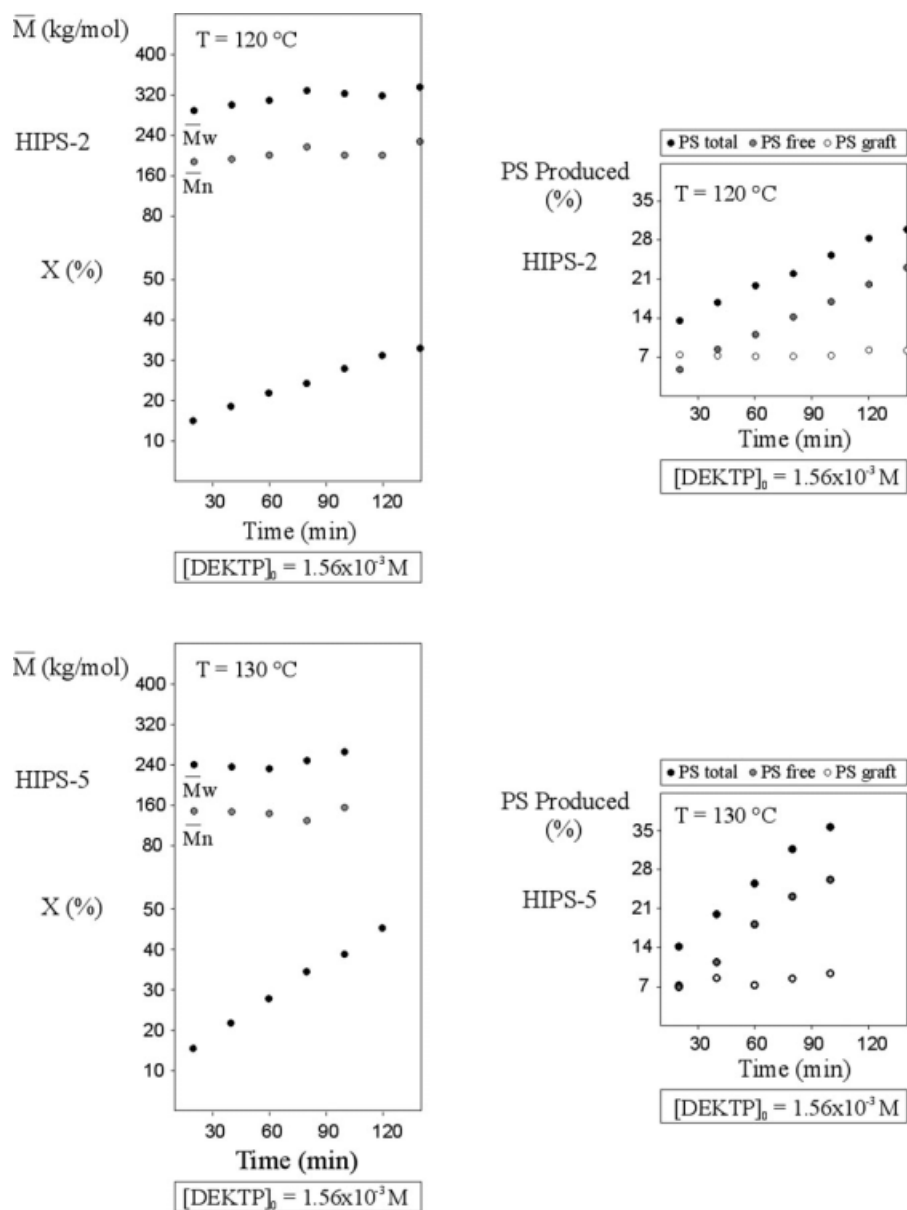 M̅ (kg/mol)
T = 120 °C
400
320
HIPS-2
240
M̅w
160
M̅n
80
X (%)
50
40
30
20
10
30 60 90 120
Time (min)
[DEKTP]₀ = 1.56x10⁻³ M
● PS total ● PS free ○ PS graft
PS Produced
(%)
T = 120 °C
35
HIPS-2
28
21
14
7
30 60 90 120
Time (min)
[DEKTP]₀ = 1.56x10⁻³ M
M̅ (kg/mol)
T = 130 °C
400
320
HIPS-5
240
M̅w
160
M̅n
80
X (%)
50
40
30
20
10
30 60 90 120
Time (min)
[DEKTP]₀ = 1.56x10⁻³ M
● PS total ● PS free ○ PS graft
PS Produced
(%)
T = 130 °C
35
28
HIPS-5
21
14
7
30 60 90 120
Time (min)
[DEKTP]₀ = 1.56x10⁻³ M